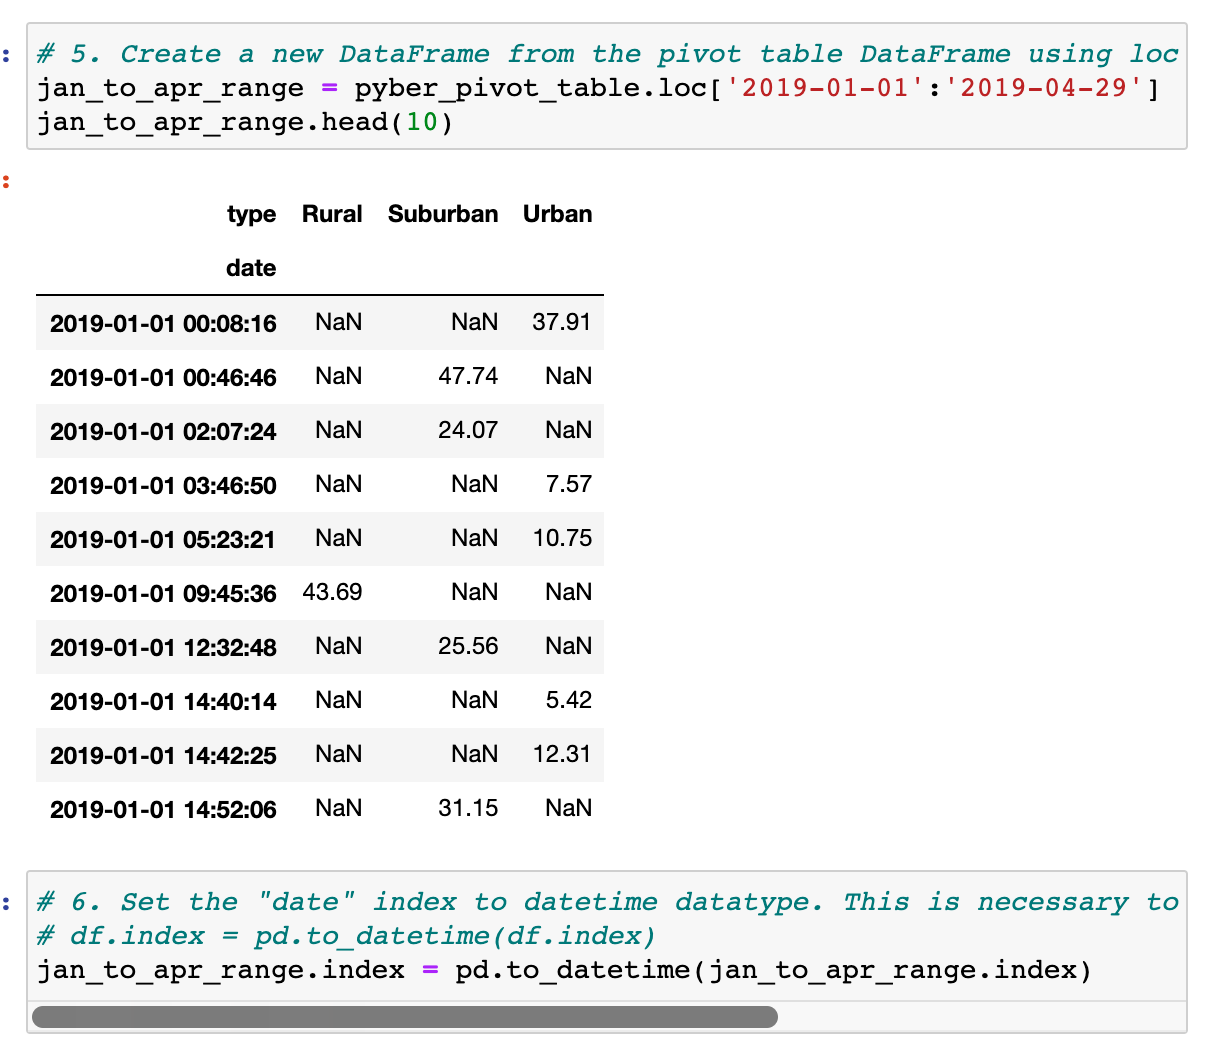 # 5. Create a new DataFrame from the pivot table DataFrame using loc
jan_to_apr_range = pyber_pivot_table.loc['2019-01-01':'2019-04-29']
jan_to_apr_range.head(10)
type Rural Suburban Urban
date
2019-01-01 00:08:16 NaN NaN 37.91
2019-01-01 00:46:46 NaN 47.74 NaN
2019-01-01 02:07:24 NaN 24.07 NaN
2019-01-01 03:46:50 NaN NaN 7.57
2019-01-01 05:23:21 NaN NaN 10.75
2019-01-01 09:45:36 43.69 NaN NaN
2019-01-01 12:32:48 NaN 25.56 NaN
2019-01-01 14:40:14 NaN NaN 5.42
2019-01-01 14:42:25 NaN NaN 12.31
2019-01-01 14:52:06 NaN 31.15 NaN
# 6. Set the "date" index to datetime datatype. This is necessary to
# df.index = pd.to_datetime(df.index)
jan_to_apr_range.index = pd.to_datetime(jan_to_apr_range.index)